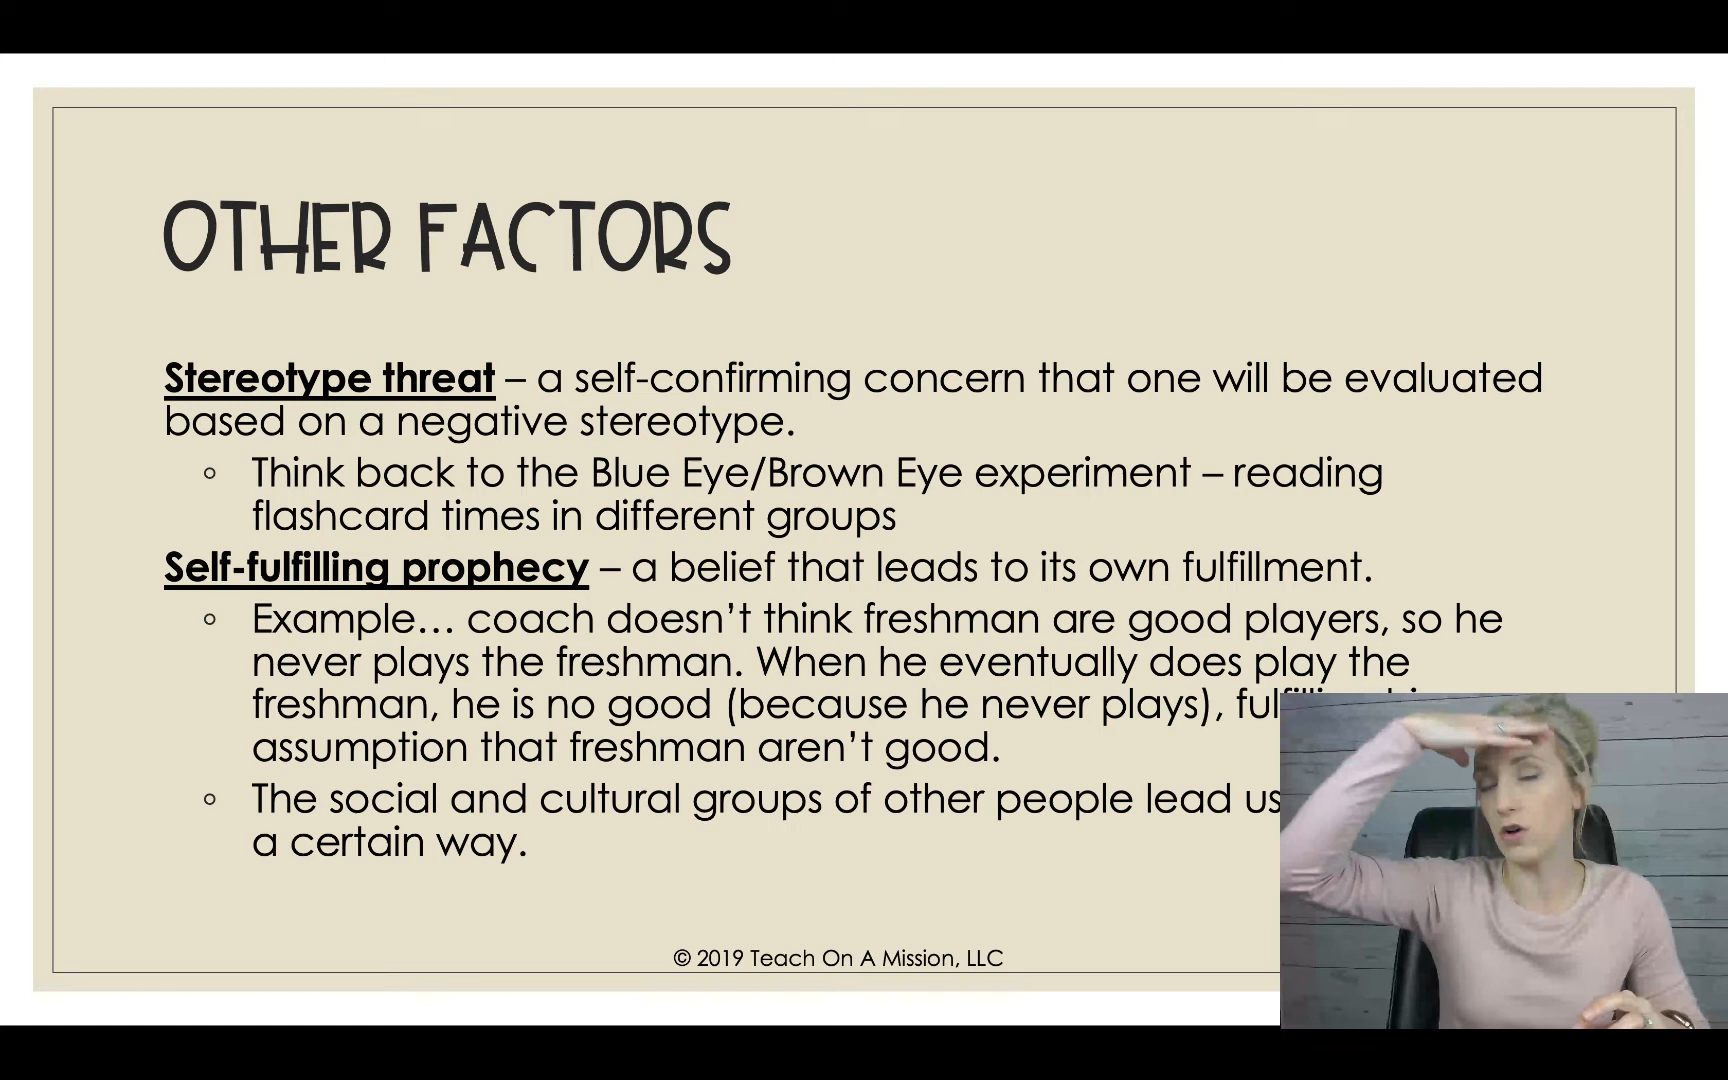 OTHER FACTORS
Stereotype threat – a self-confirming concern that one will be evaluated
based on a negative stereotype.
◦ Think back to the Blue Eye/Brown Eye experiment – reading
flashcard times in different groups
Self-fulfilling prophecy – a belief that leads to its own fulfillment.
◦ Example… coach doesn’t think freshman are good players, so he
never plays the freshman. When he eventually does play the
freshman, he is no good (because he never plays),
assumption that freshman aren’t good.
◦ The social and cultural groups of other people lead us
a certain way.
© 2019 Teach On A Mission, LLC